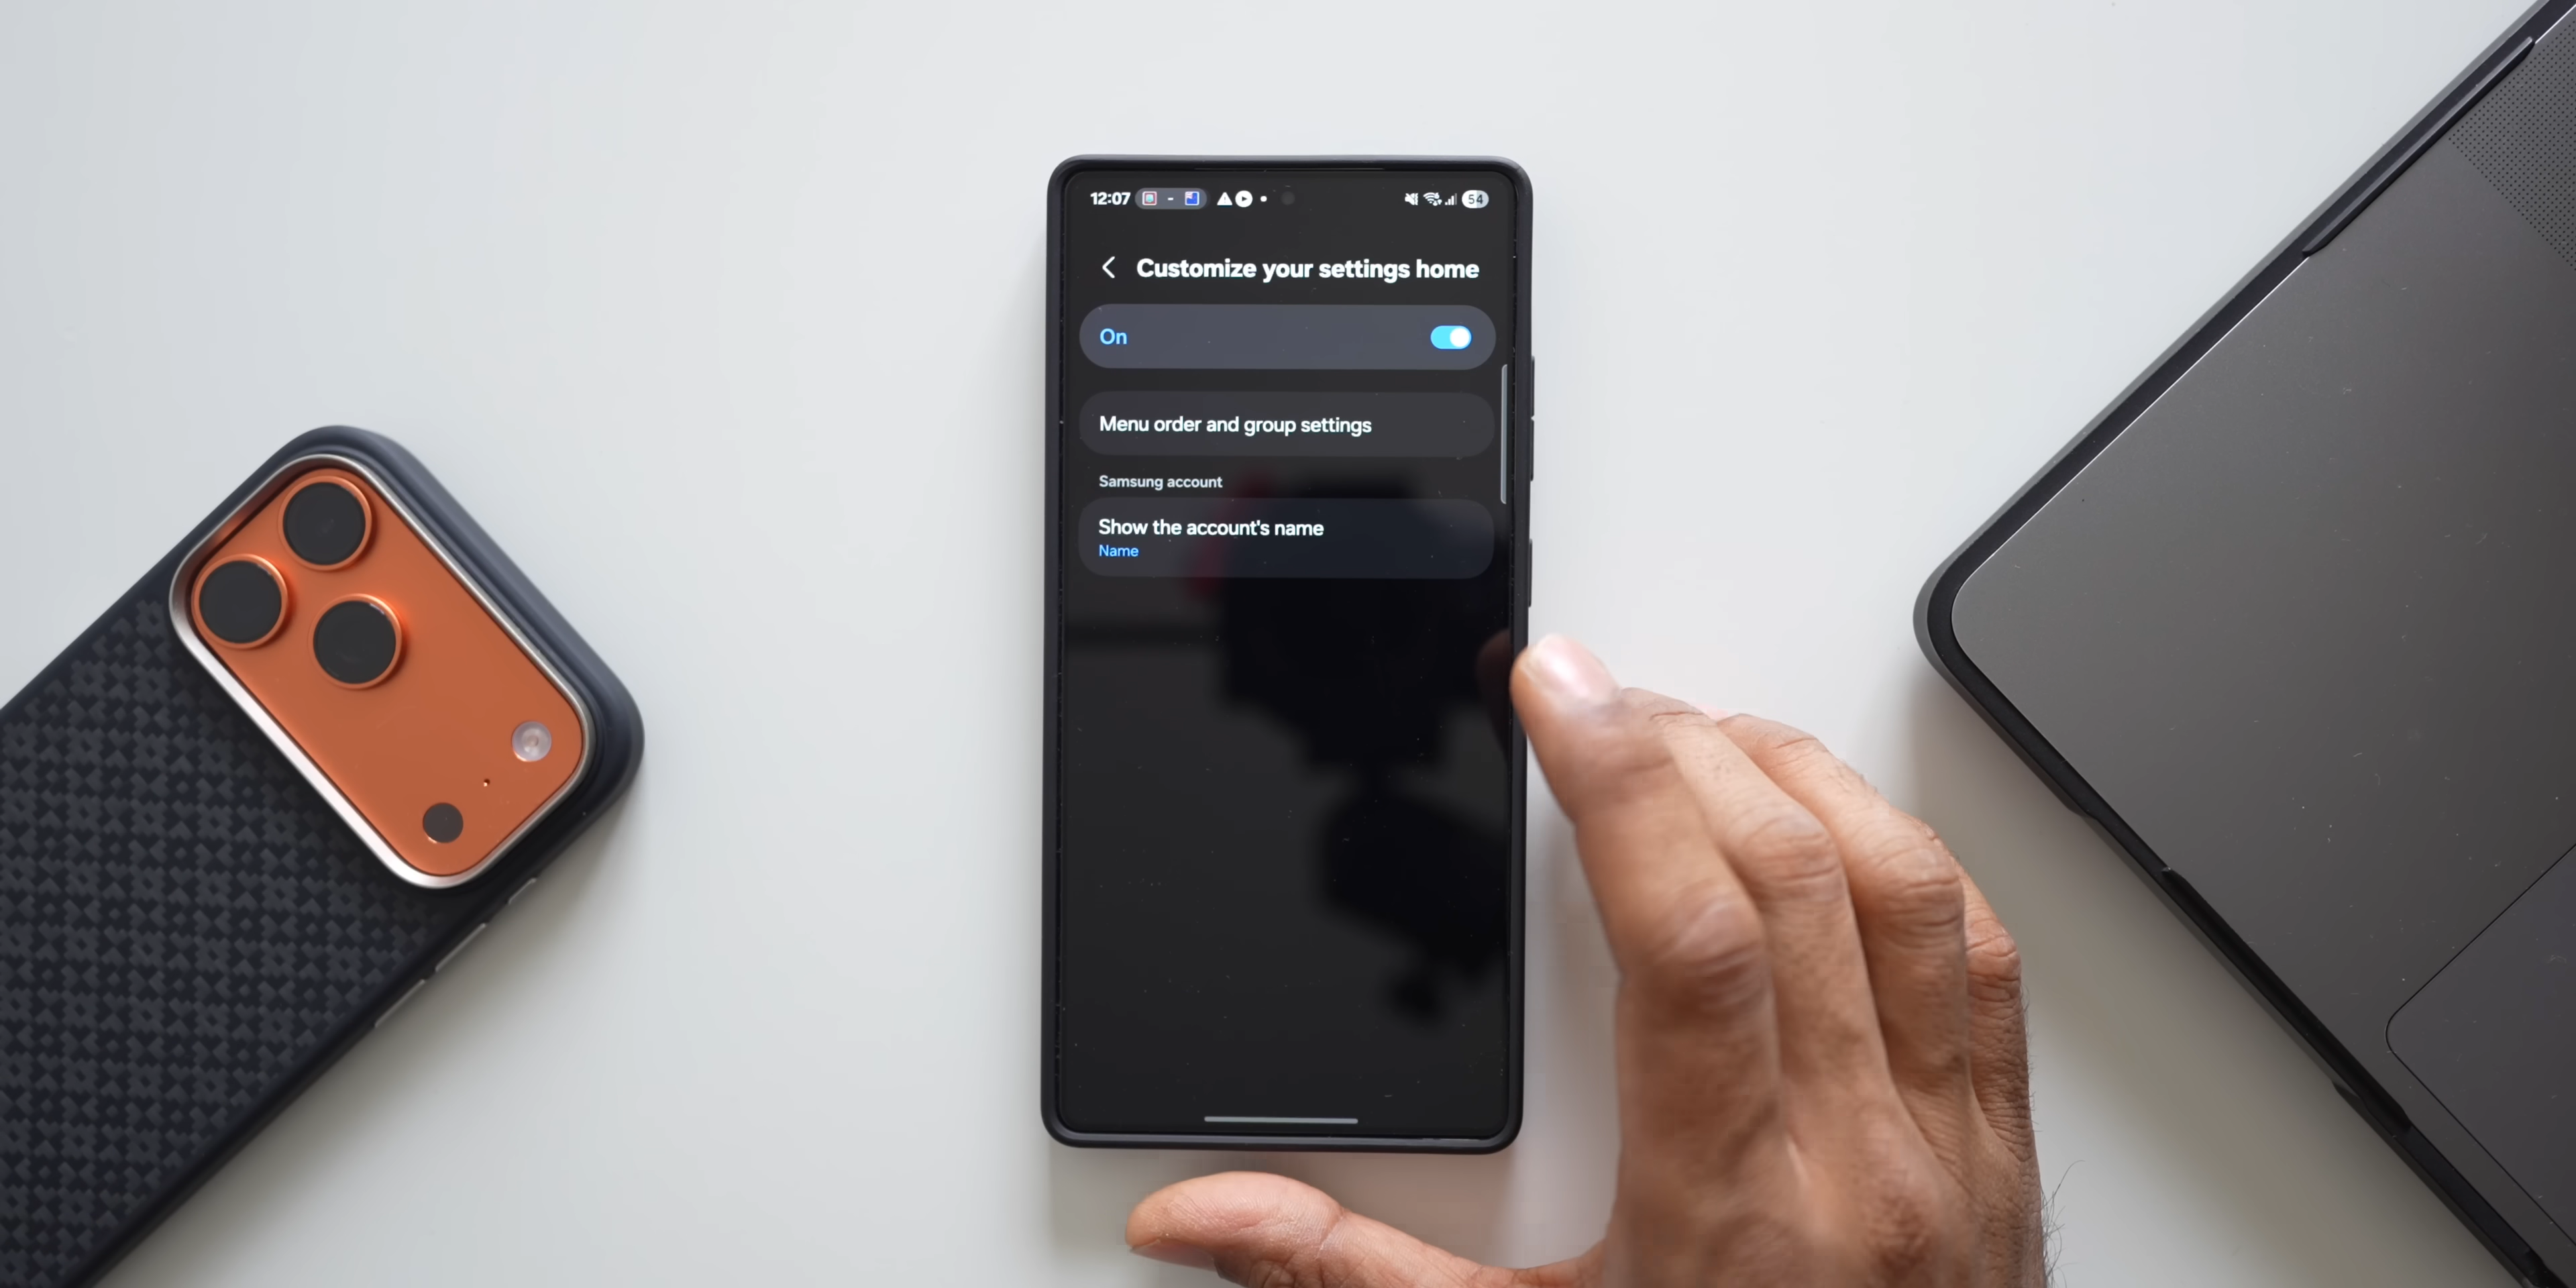 12:07
54
Customize your settings home
On
Menu order and group settings
Samsung account
Show the account's name
Name